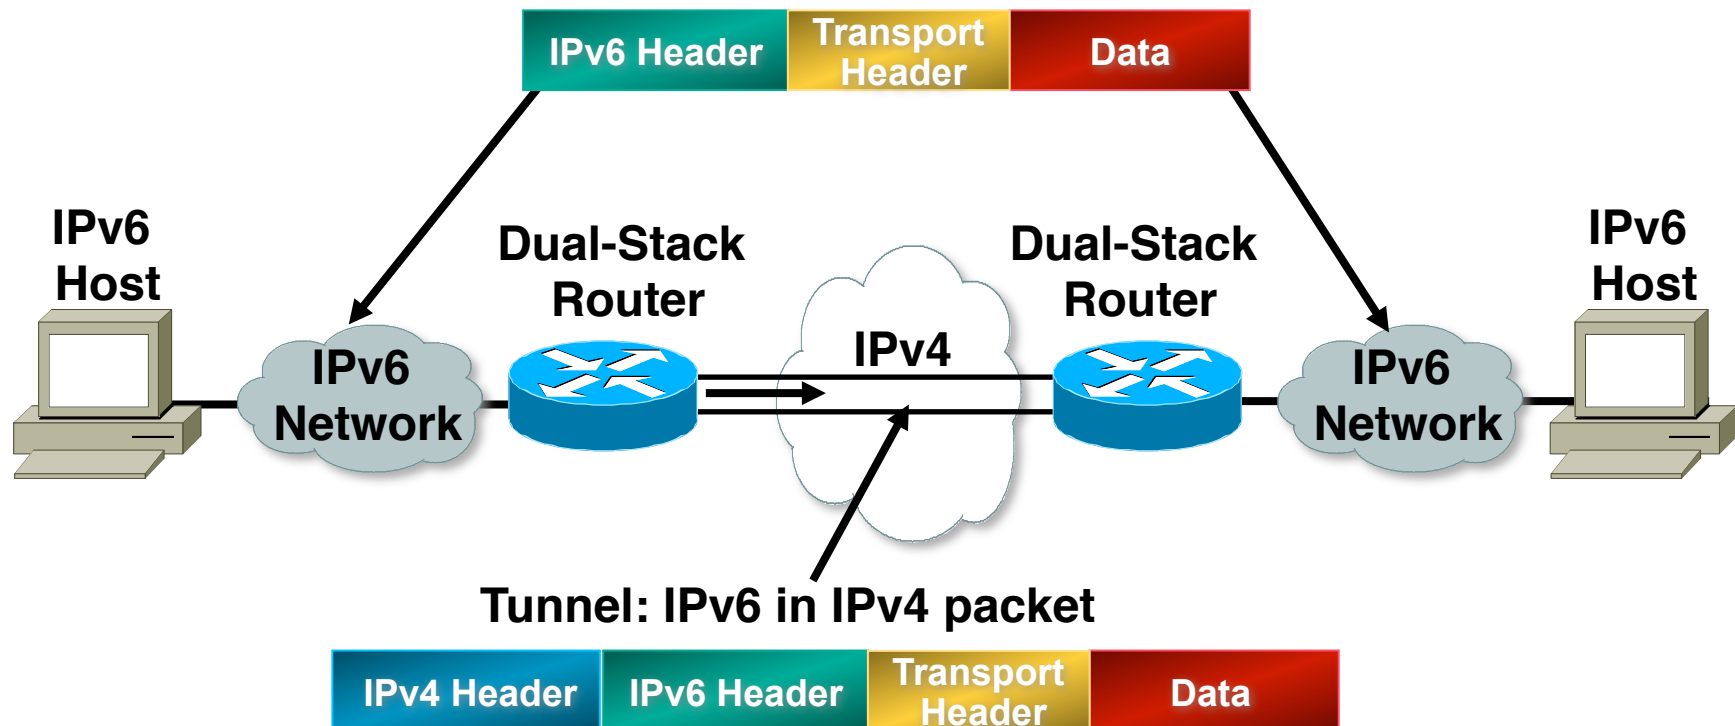 IPv6 Header
Transport
Header
Data
IPv6
Host
Dual-Stack
Router
Dual-Stack
Router
IPv6
Host
IPv6
Network
IPv4
IPv6
Network
Tunnel: IPv6 in IPv4 packet
IPv4 Header
IPv6 Header
Transport
Header
Data